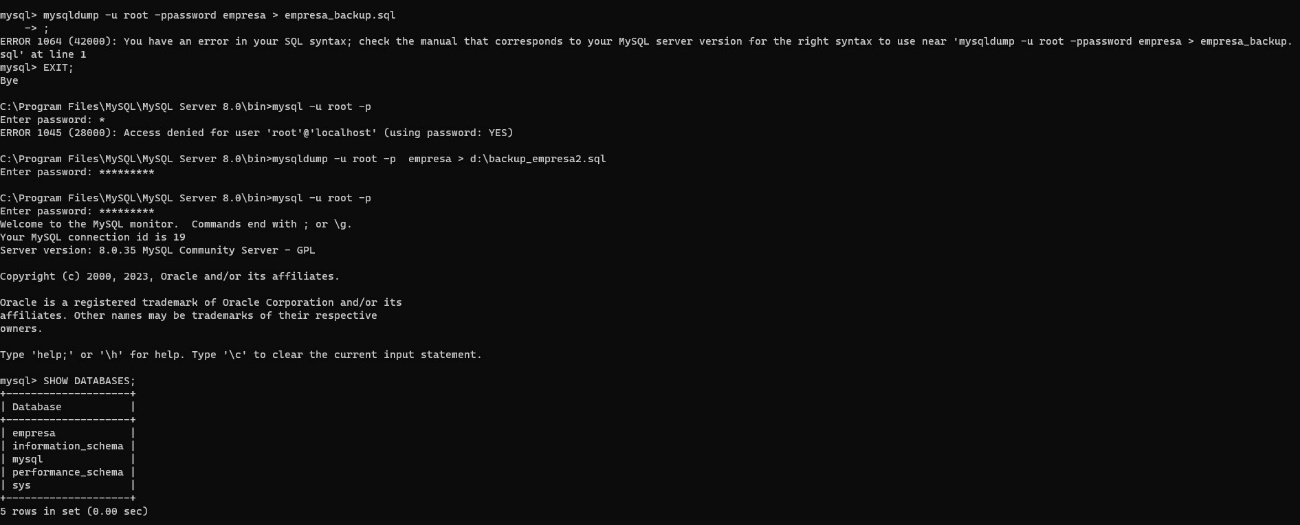 mysql> mysqldump -u root -ppassword empresa > empresa_backup.sql
    -> ;
ERROR 1064 (42000): You have an error in your SQL syntax; check the manual that corresponds to your MySQL server version for the right syntax to use near 'mysqldump -u root -ppassword empresa > empresa_backup.
sql' at line 1
mysql> EXIT;
Bye

C:\Program Files\MySQL\MySQL Server 8.0\bin>mysql -u root -p
Enter password: *
ERROR 1045 (28000): Access denied for user 'root'@'localhost' (using password: YES)

C:\Program Files\MySQL\MySQL Server 8.0\bin>mysqldump -u root -p  empresa > d:\backup_empresa2.sql
Enter password: *********

C:\Program Files\MySQL\MySQL Server 8.0\bin>mysql -u root -p
Enter password: *********
Welcome to the MySQL monitor.  Commands end with ; or \g.
Your MySQL connection id is 19
Server version: 8.0.35 MySQL Community Server - GPL

Copyright (c) 2000, 2023, Oracle and/or its affiliates.

Oracle is a registered trademark of Oracle Corporation and/or its
affiliates. Other names may be trademarks of their respective
owners.

Type 'help;' or '\h' for help. Type '\c' to clear the current input statement.

mysql> SHOW DATABASES;
+--------------------+
| Database           |
+--------------------+
| empresa            |
| information_schema |
| mysql              |
| performance_schema |
| sys                |
+--------------------+
5 rows in set (0.00 sec)